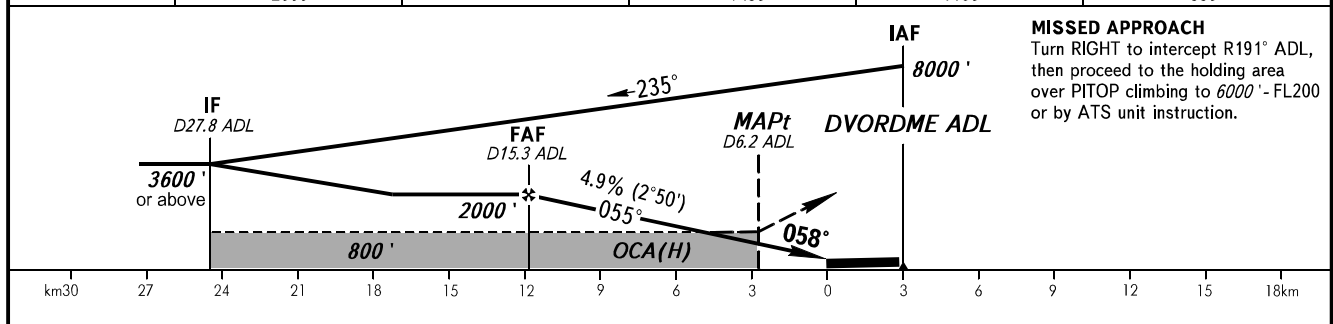 MISSED APPROACH
Turn RIGHT to intercept R191° ADL,
then proceed to the holding area
over PITOP climbing to 6000 '- FL200
or by ATS unit instruction.
IAF
8000 '
235°
IF
D27.8 ADL
FAF
D15.3 ADL
MAPt
D6.2 ADL
DVORDME ADL
3600 '
or above
2000 '
4.9% (2°50')
055°
058°
800 '
OCA(H)
km30 27 24 21 18 15 12 9 6 3 0 3 6 9 12 15 18km